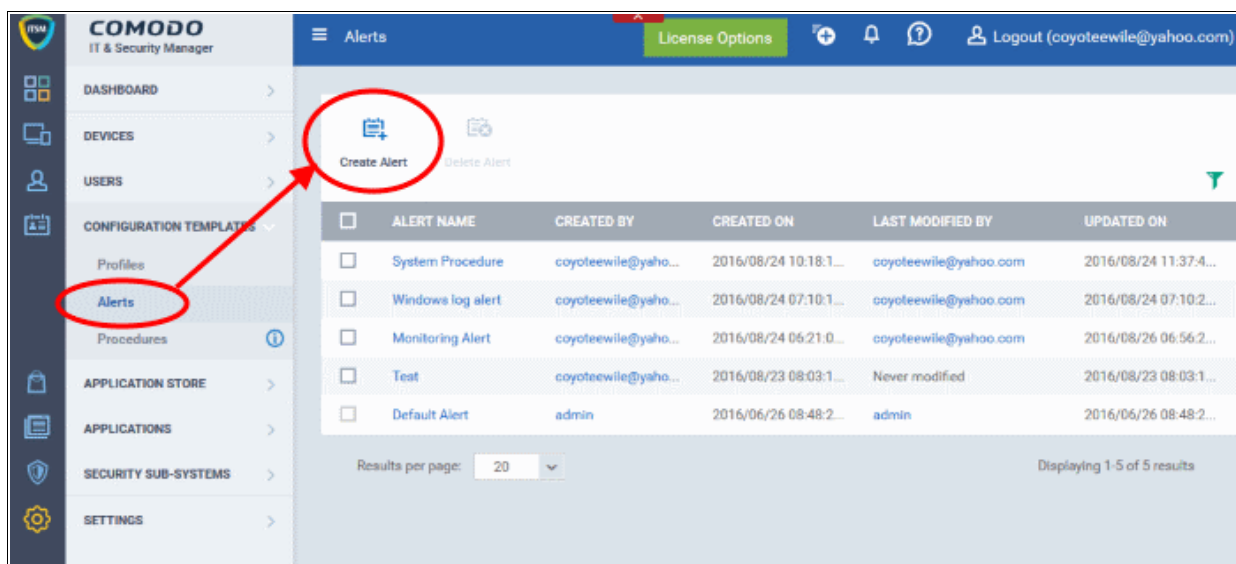 ITSM
COMODO
IT & Security Manager
Alerts
License Options
Logout (coyoteewile@yahoo.com)
DASHBOARD
DEVICES
USERS
CONFIGURATION TEMPLATES
Profiles
Alerts
Procedures
APPLICATION STORE
APPLICATIONS
SECURITY SUB-SYSTEMS
SETTINGS
Create Alert
Delete Alert
ALERT NAME CREATED BY CREATED ON LAST MODIFIED BY UPDATED ON
System Procedure coyoteewile@yaho... 2016/08/24 10:18:1... coyoteewile@yahoo.com 2016/08/24 11:37:4...
Windows log alert coyoteewile@yaho... 2016/08/24 07:10:1... coyoteewile@yahoo.com 2016/08/24 07:10:2...
Monitoring Alert coyoteewile@yaho... 2016/08/24 06:21:0... coyoteewile@yahoo.com 2016/08/26 06:56:2...
Test coyoteewile@yaho... 2016/08/23 08:03:1... Never modified 2016/08/23 08:03:1...
Default Alert admin 2016/06/26 08:48:2... admin 2016/06/26 08:48:2...
Results per page: 20
Displaying 1-5 of 5 results